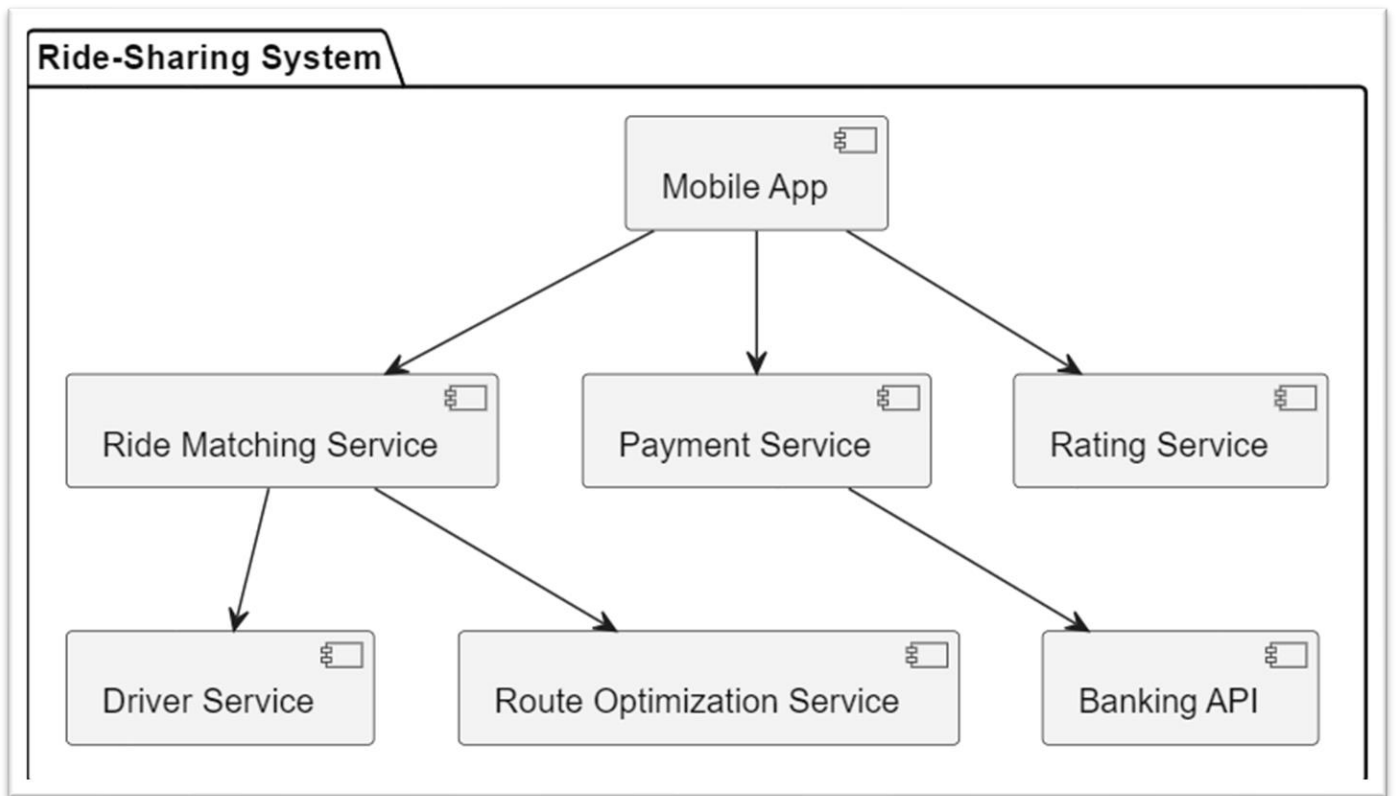 Ride-Sharing System
Mobile App
Ride Matching Service
Payment Service
Rating Service
Driver Service
Route Optimization Service
Banking API